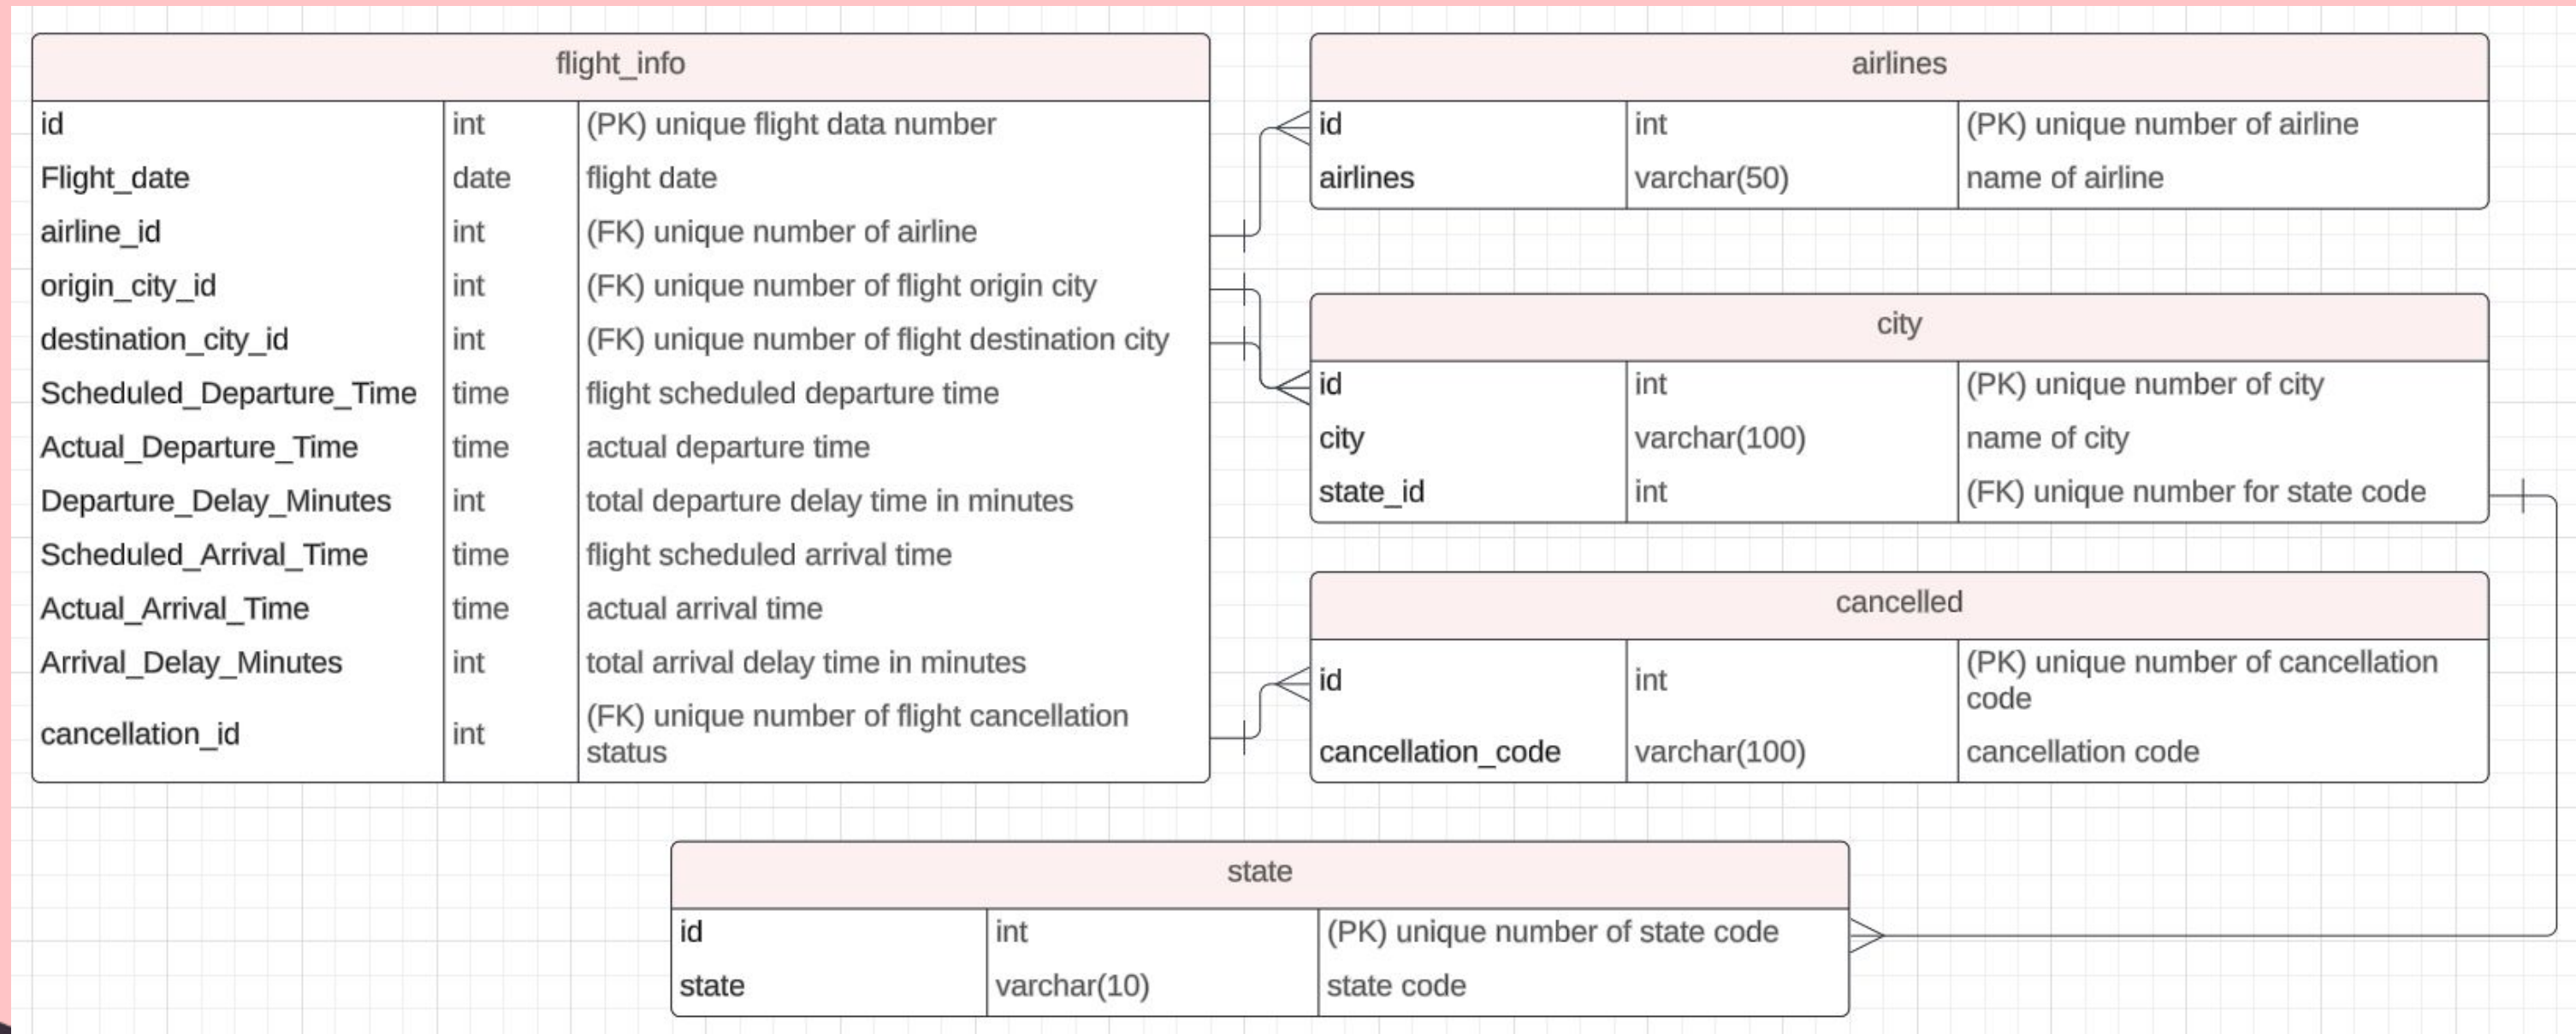 flight_info
id int (PK) unique flight data number
Flight_date date flight date
airline_id int (FK) unique number of airline
origin_city_id int (FK) unique number of flight origin city
destination_city_id int (FK) unique number of flight destination city
Scheduled_Departure_Time time flight scheduled departure time
Actual_Departure_Time time actual departure time
Departure_Delay_Minutes int total departure delay time in minutes
Scheduled_Arrival_Time time flight scheduled arrival time
Actual_Arrival_Time time actual arrival time
Arrival_Delay_Minutes int total arrival delay time in minutes
cancellation_id int (FK) unique number of flight cancellation
status
airlines
id int (PK) unique number of airline
airlines varchar(50) name of airline
city
id int (PK) unique number of city
city varchar(100) name of city
state_id int (FK) unique number for state code
cancelled
id int (PK) unique number of cancellation
code
cancellation_code varchar(100) cancellation code
state
id int (PK) unique number of state code
state varchar(10) state code